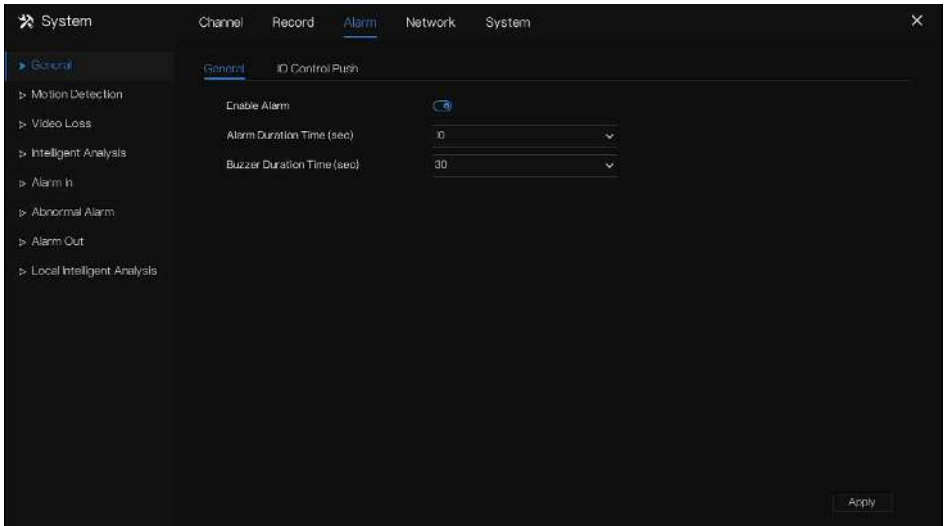 System
Channel Record Alarm Network System
General
Motion Detection
Video Loss
Intelligent Analysis
Alarm in
Abnormal Alarm
Alarm Out
Local Intelligent Analysis
General IO Control Push
Enable Alarm
Alarm Duration Time (sec) 10
Buzzer Duration Time (sec) 30
Apply